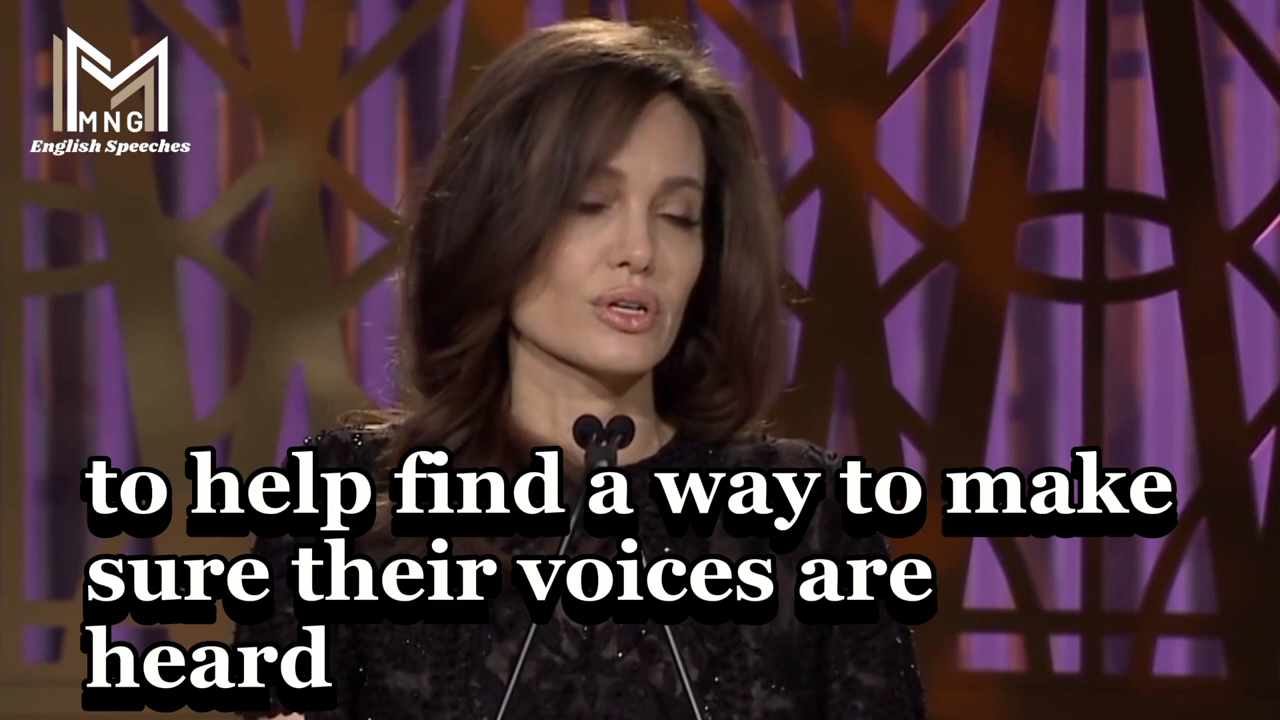 MNG
English Speeches
to help find a way to make
sure their voices are
heard